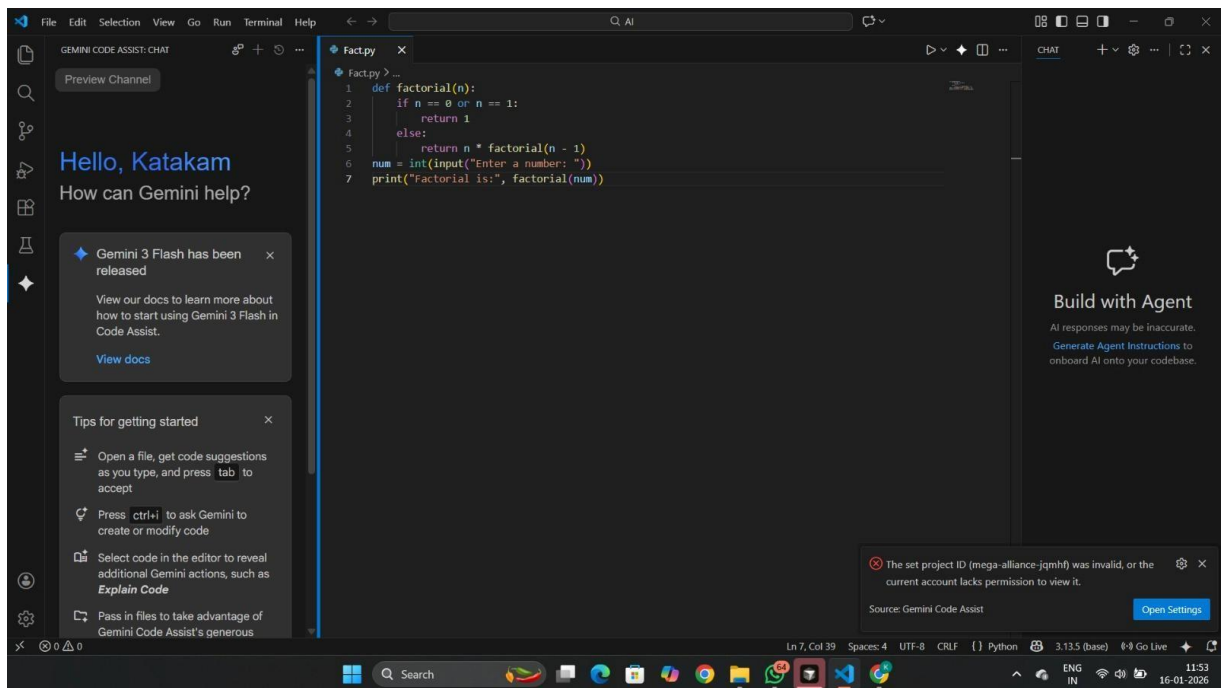 File Edit Selection View Go Run Terminal Help
AI
GEMINI CODE ASSIST: CHAT
Preview Channel
Hello, Katakam
How can Gemini help?
Gemini 3 Flash has been
released
View our docs to learn more about
how to start using Gemini 3 Flash in
Code Assist.
View docs
Tips for getting started
Open a file, get code suggestions
as you type, and press tab to
accept
Press ctrl+i to ask Gemini to
create or modify code
Select code in the editor to reveal
additional Gemini actions, such as
Explain Code
Pass in files to take advantage of
Gemini Code Assist's generous
Fact.py
Fact.py > ...
1 def factorial(n):
2 if n == 0 or n == 1:
3 return 1
4 else:
5 return n * factorial(n - 1)
6 num = int(input("Enter a number: "))
7 print("Factorial is:", factorial(num))
CHAT
Build with Agent
AI responses may be inaccurate.
Generate Agent Instructions to
onboard AI onto your codebase.
The set project ID (mega-alliance-jqmhf) was invalid, or the
current account lacks permission to view it.
Source: Gemini Code Assist
Open Settings
0 0
Ln 7, Col 39 Spaces: 4 UTF-8 CRLF {} Python 3.13.5 (base) Go Live
Search
64
K
ENG
IN
11:53
16-01-2026